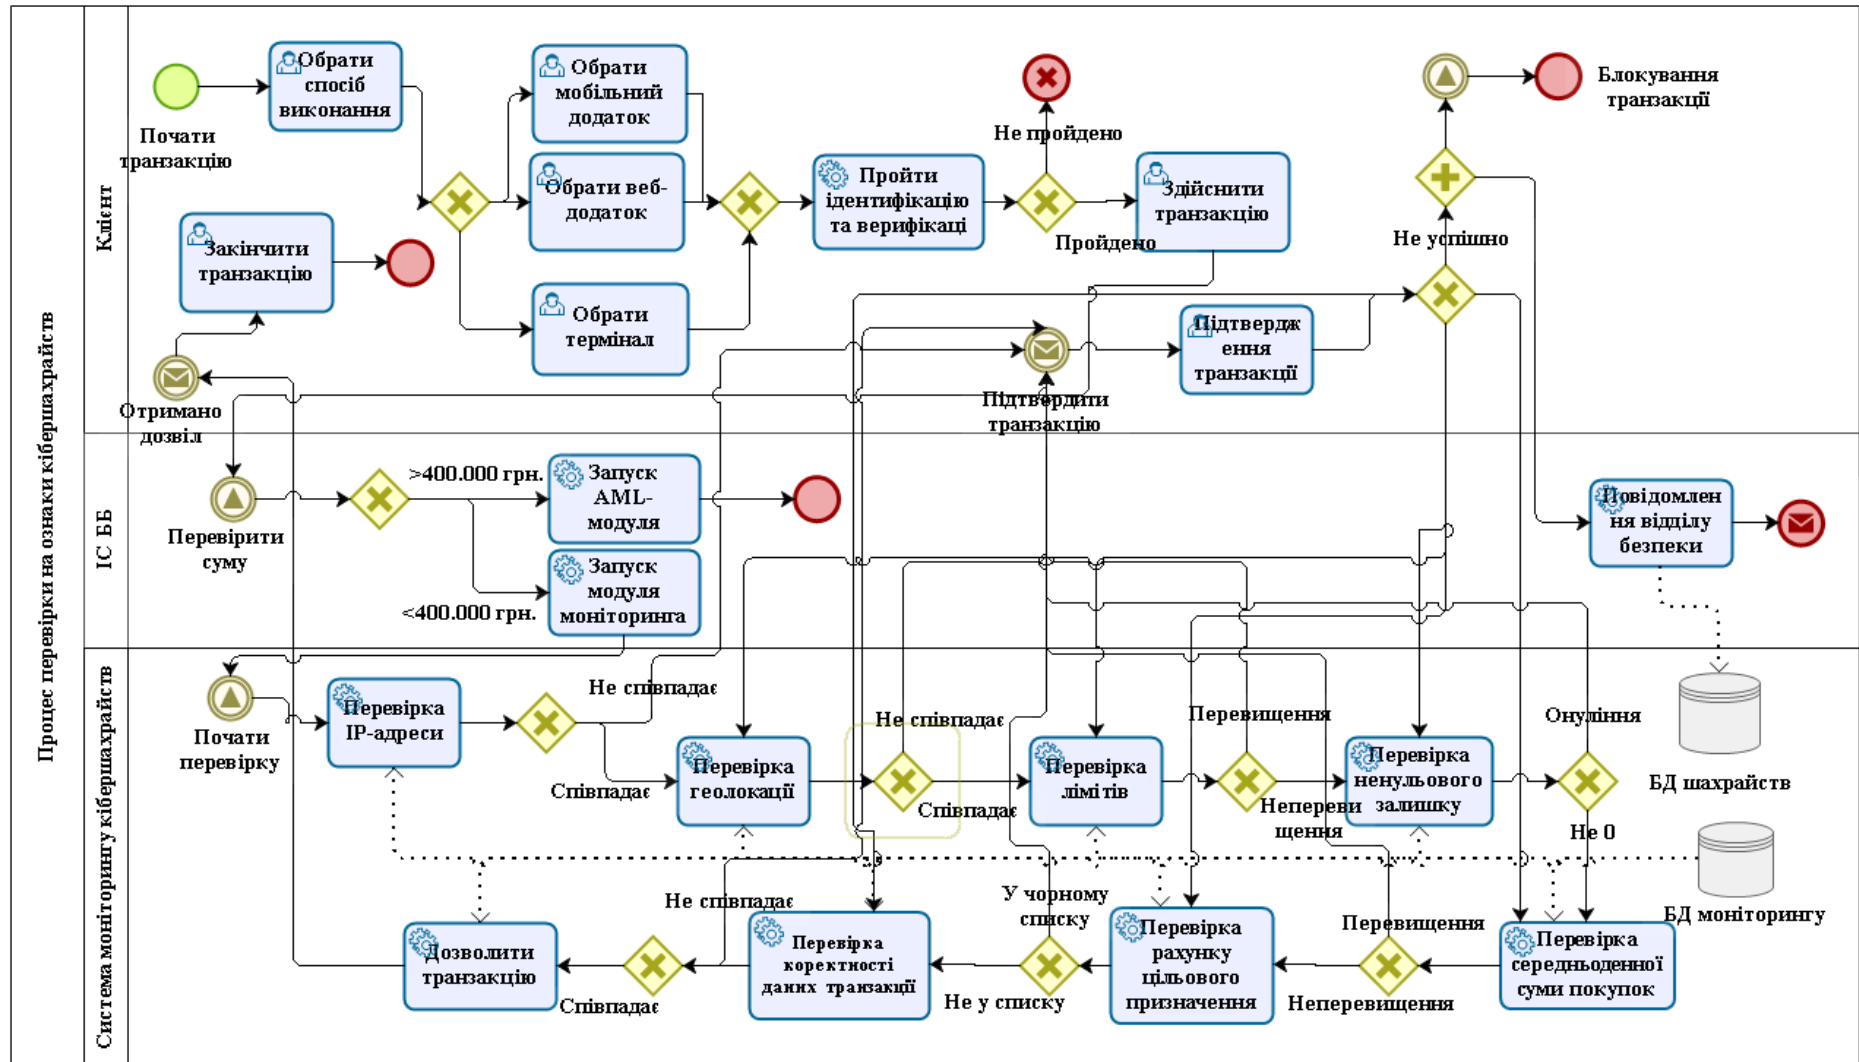 Процес перевірки на ознаки кібершахрайств
Клієнт
Почати
транзакцію
Обрати
спосіб
виконання
Обрати
мобільний
додаток
Обрати веб-
додаток
Обрати
термінал
Пройти
ідентифікацію
та верифікаці
Не пройдено
Пройдено
Здійснити
транзакцію
Блокування
транзакції
Не успішно
Закінчити
транзакцію
Отримано
дозвіл
Підтвердити
транзакцію
Підтвердж
ення
транзакції
ІС ББ
Перевірити
суму
>400.000 грн.
<400.000 грн.
Запуск
AML-
модуля
Запуск
модуля
моніторинга
Повідомлен
ня відділу
безпеки
Система моніторингу кібершахрайств
Почати
перевірку
Перевірка
IP-адреси
Не співпадає
Співпадає
Перевірка
геолокації
Не співпадає
Співпадає
Перевірка
лімітів
Перевищення
Непереви
щення
Перевірка
ненульового
залишку
Онуління
Не 0
БД шахрайств
БД моніторингу
Дозволити
транзакцію
Співпадає
Не співпадає
Перевірка
коректності
даних транзакції
У чорному
списку
Не у списку
Перевірка
рахунку
цільового
призначення
Перевищення
Неперевищення
Перевірка
середньоденної
суми покупок